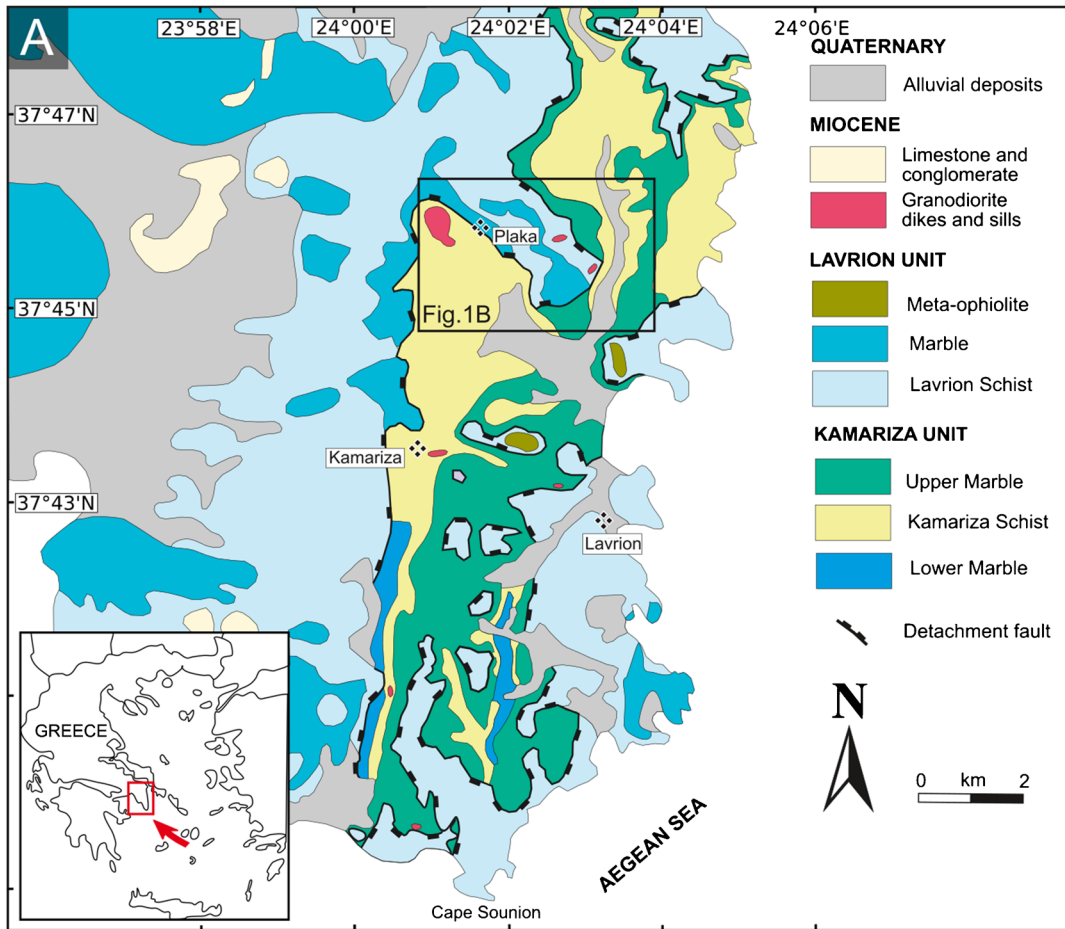 A
23°58'E
24°00'E
24°02'E
24°04'E
24°06'E
37°47'N
37°45'N
37°43'N
Plaka
Fig.1B
Kamariza
Lavrion
GREECE
AEGEAN SEA
Cape Sounion
QUATERNARY
Alluvial deposits
MIOCENE
Limestone and
conglomerate
Granodiorite
dikes and sills
LAVRION UNIT
Meta-ophiolite
Marble
Lavrion Schist
KAMARIZA UNIT
Upper Marble
Kamariza Schist
Lower Marble
Detachment fault
N
0 km 2